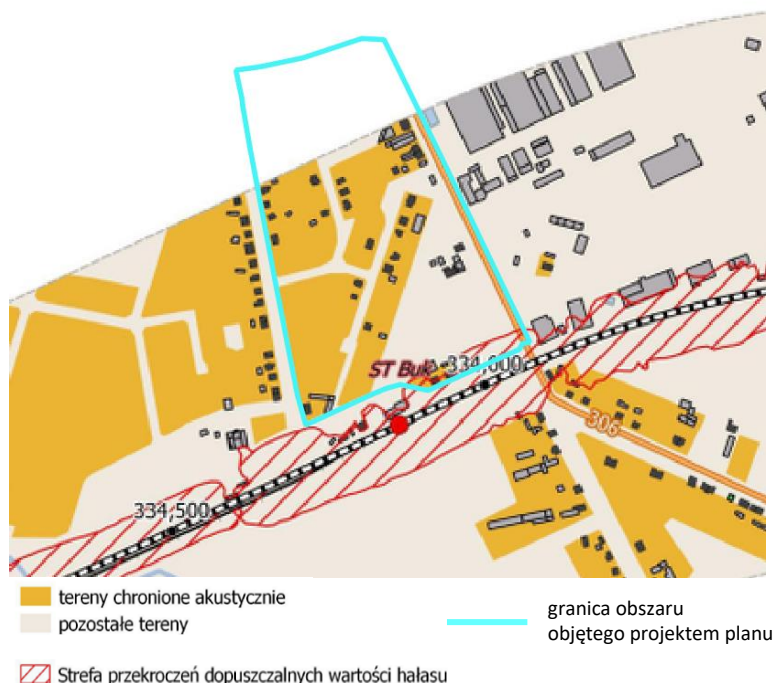 ST Buk
334,000
306
334,500
tereny chronione akustycznie
pozostałe tereny
granica obszaru
objętego projektem planu
Strefa przekroczeń dopuszczalnych wartości hałasu